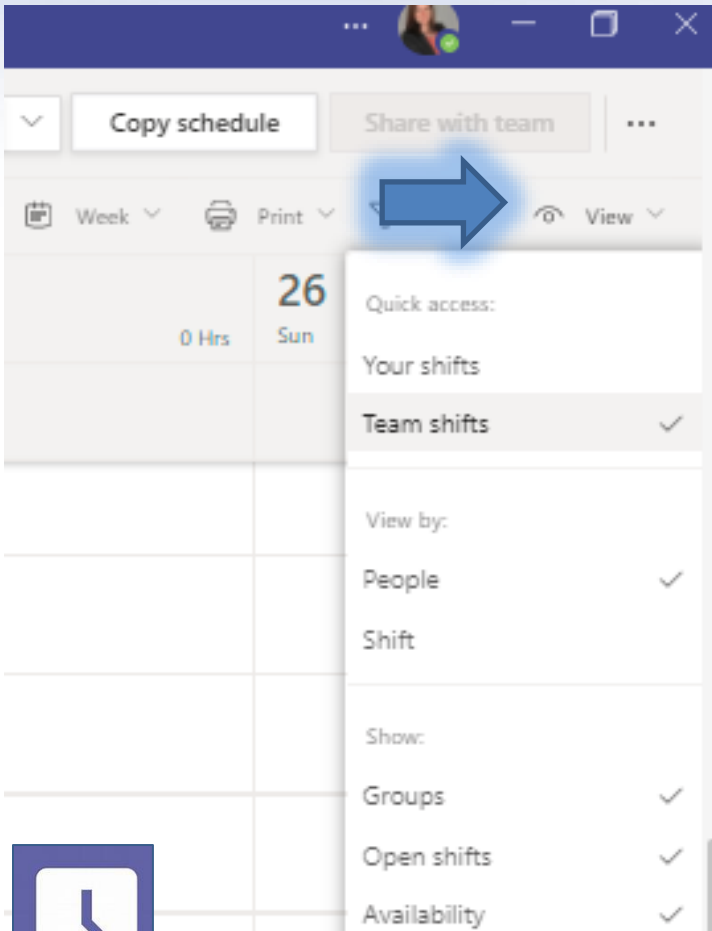 ...
Copy schedule Share with team ...
Week Print View
26
0 Hrs Sun
Quick access:
Your shifts
Team shifts
View by:
People
Shift
Show:
Groups
Open shifts
Availability